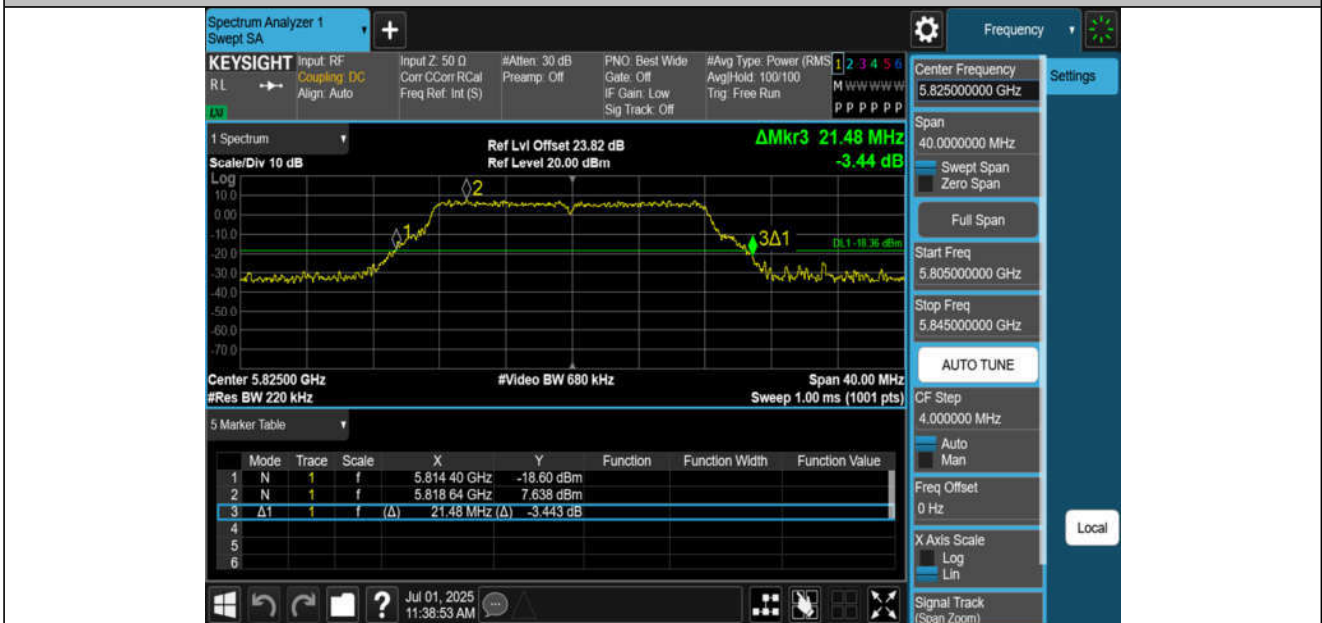 Spectrum Analyzer 1
Swept SA
+
Frequency
KEYSIGHT
RL
LXI
Input: RF
Coupling: DC
Align: Auto
Input Z: 50 Ω
Corr CCorr RCal
Freq Ref: Int (S)
#Atten: 30 dB
Preamp: Off
PNO: Best Wide
Gate: Off
IF Gain: Low
Sig Track: Off
#Avg Type: Power (RMS
Avg|Hold: 100/100
Trig: Free Run
1 2 3 4 5 6
M W W W W W
P P P P P P
1 Spectrum
Scale/Div 10 dB
Ref Lvl Offset 23.82 dB
Ref Level 20.00 dBm
ΔMkr3 21.48 MHz
-3.44 dB
Log
10.0
0.00
-10.0
-20.0
-30.0
-40.0
-50.0
-60.0
-70.0
2
1
3Δ1
DL1 -18.36 dBm
Center 5.82500 GHz
#Res BW 220 kHz
#Video BW 680 kHz
Span 40.00 MHz
Sweep 1.00 ms (1001 pts)
5 Marker Table
Mode Trace Scale X Y Function Function Width Function Value
1 N 1 f 5.814 40 GHz -18.60 dBm
2 N 1 f 5.818 64 GHz 7.638 dBm
3 Δ1 1 f (Δ) 21.48 MHz (Δ) -3.443 dB
4
5
6
?
Jul 01, 2025
11:38:53 AM
Center Frequency
5.825000000 GHz
Settings
Span
40.0000000 MHz
Swept Span
Zero Span
Full Span
Start Freq
5.805000000 GHz
Stop Freq
5.845000000 GHz
AUTO TUNE
CF Step
4.000000 MHz
Auto
Man
Freq Offset
0 Hz
X Axis Scale
Log
Lin
Local
Signal Track
(Span Zoom)